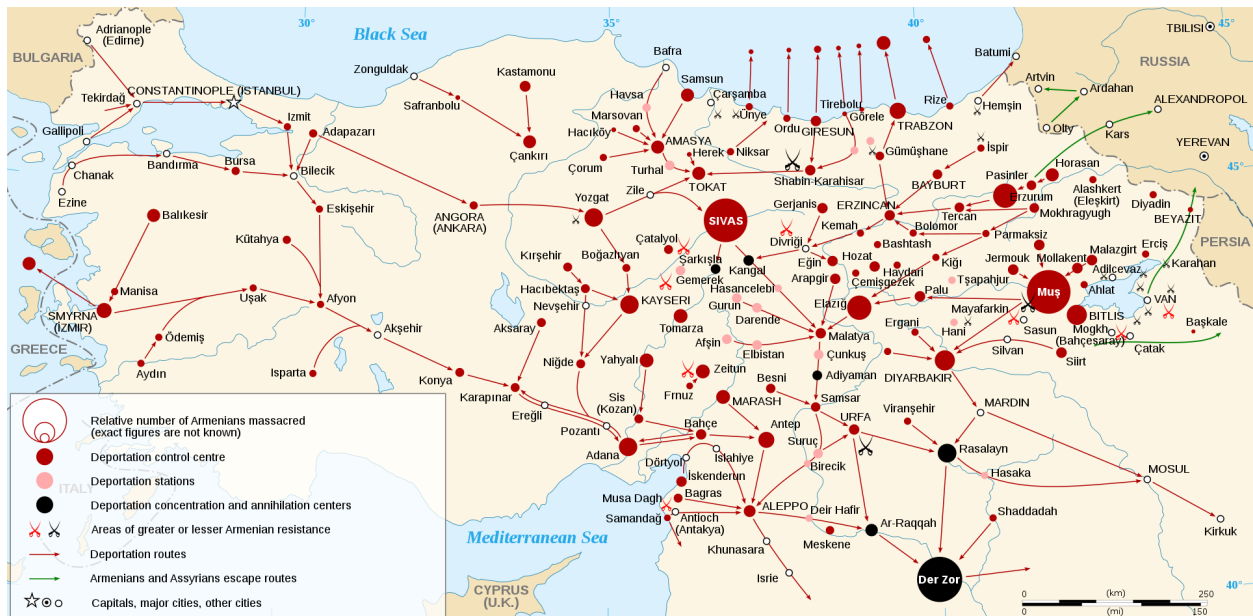 30°
35°
40°
45°
Adrianople
(Edirne)
Black Sea
Bafra
Batumi
TBILISI
BULGARIA
RUSSIA
Zonguldak
Kastamonu
Samsun
Çarşamba
Artvin
Ardahan
CONSTANTINOPLE (İSTANBUL)
Tekirdağ
Safranbolu
Havsa
Marsovan
Ünye
Tirebolu
Görele
Rize
Hemşin
ALEXANDROPOL
Gallipoli
Izmit
Adapazarı
Hacıköy
AMASYA
Ordu
GIRESUN
TRABZON
Olty
Kars
Chanak
Bandırma
Bursa
Bilecik
Çankırı
Çorum
Turhal
Herek
Niksar
Gümüşhane
İspir
YEREVAN
Ezine
TOKAT
Shabin-Karahisar
BAYBURT
Pasinler
Horasan
45°
Balıkesir
Eskişehir
ANGORA
(ANKARA)
Yozgat
Zile
SIVAS
Gerjanis
ERZINCAN
Tercan
Erzurum
Mokhragyugh
Alashkert
(Eleşkirt)
Diyadin
BEYAZIT
Kütahya
Çatalyol
Divriği
Kemah
Bolomor
Parmaksiz
PERSIA
Kırşehir
Boğazlıyan
Şarkışla
Kangal
Eğin
Bashtash
Hozat
Haydari
Kiğı
Jermouk
Mollakent
Malazgirt
Erciş
Karahan
Manisa
Uşak
Afyon
Hacıbektaş
Nevşehir
KAYSERI
Gemerek
Hasancelebi
Arapgir
Çemişgezek
Tspapahjur
Muş
Adilcevaz
Ahlat
SMYRNA
(İZMIR)
Gurun
Darende
Elazığ
Palu
Mayafarkin
BITLIS
VAN
GREECE
Ödemiş
Akşehir
Aksaray
Tomarza
Afşin
Malatya
Ergani
Hani
Sasun
Mogkh
(Bahçesaray)
Çatak
Başkale
Aydın
Isparta
Konya
Niğde
Yahyalı
Zeitun
Elbistan
Çunkuş
Adiyaman
DIYARBAKIR
Silvan
Siirt
Karapınar
Ereğli
Sis
(Kozan)
Frnuz
MARASH
Besni
Samsar
URFA
Viranşehir
MARDIN
Pozantı
Bahçe
Antep
Suruç
Rasalayn
Adana
Dörtyol
Islahiye
Birecik
Hasaka
MOSUL
İskenderun
Musa Dagh
Bagras
ALEPPO
Deir Hafir
Ar-Raqqah
Shaddadah
Samandağ
Antioch
(Antakya)
Meskene
Kirkuk
Mediterranean Sea
Khunasara
Isrie
Der Zor
40°
CYPRUS
(U.K.)
ITALY
Relative number of Armenians massacred
(exact figures are not known)
Deportation control centre
Deportation stations
Deportation concentration and annihilation centers
Areas of greater or lesser Armenian resistance
Deportation routes
Armenians and Assyrians escape routes
Capitals, major cities, other cities
0
(km)
250
0
(mi)
150